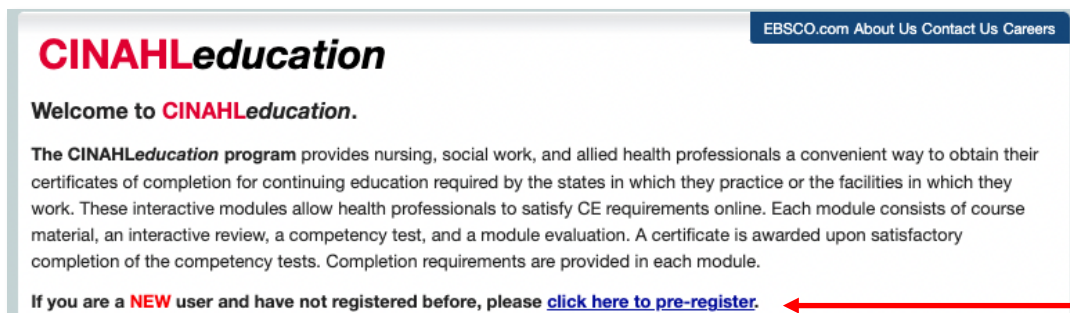 EBSCO.com About Us Contact Us Careers
CINAHLeducation
Welcome to CINAHLeducation.
The CINAHLeducation program provides nursing, social work, and allied health professionals a convenient way to obtain their
certificates of completion for continuing education required by the states in which they practice or the facilities in which they
work. These interactive modules allow health professionals to satisfy CE requirements online. Each module consists of course
material, an interactive review, a competency test, and a module evaluation. A certificate is awarded upon satisfactory
completion of the competency tests. Completion requirements are provided in each module.
If you are a NEW user and have not registered before, please click here to pre-register.